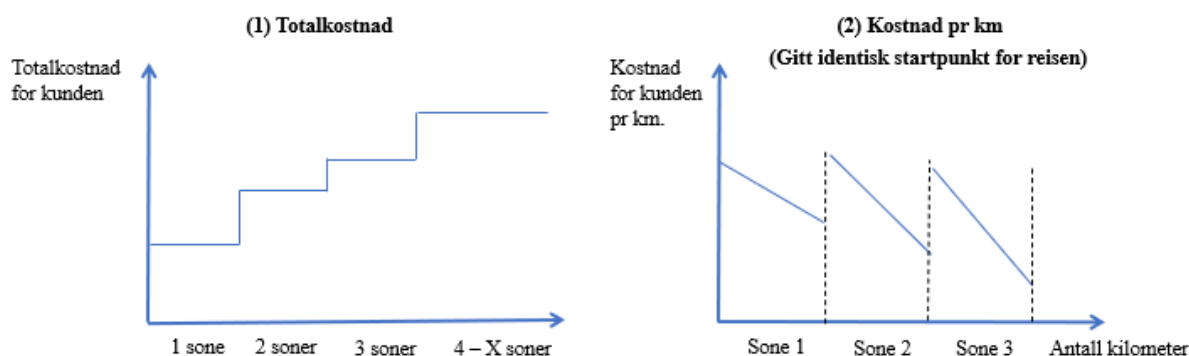 (1) Totalkostnad
Totalkostnad
for kunden
1 sone
2 soner
3 soner
4 – X soner
(2) Kostnad pr km
(Gitt identisk startpunkt for reisen)
Kostnad
for kunden
pr km.
Sone 1
Sone 2
Sone 3
Antall kilometer